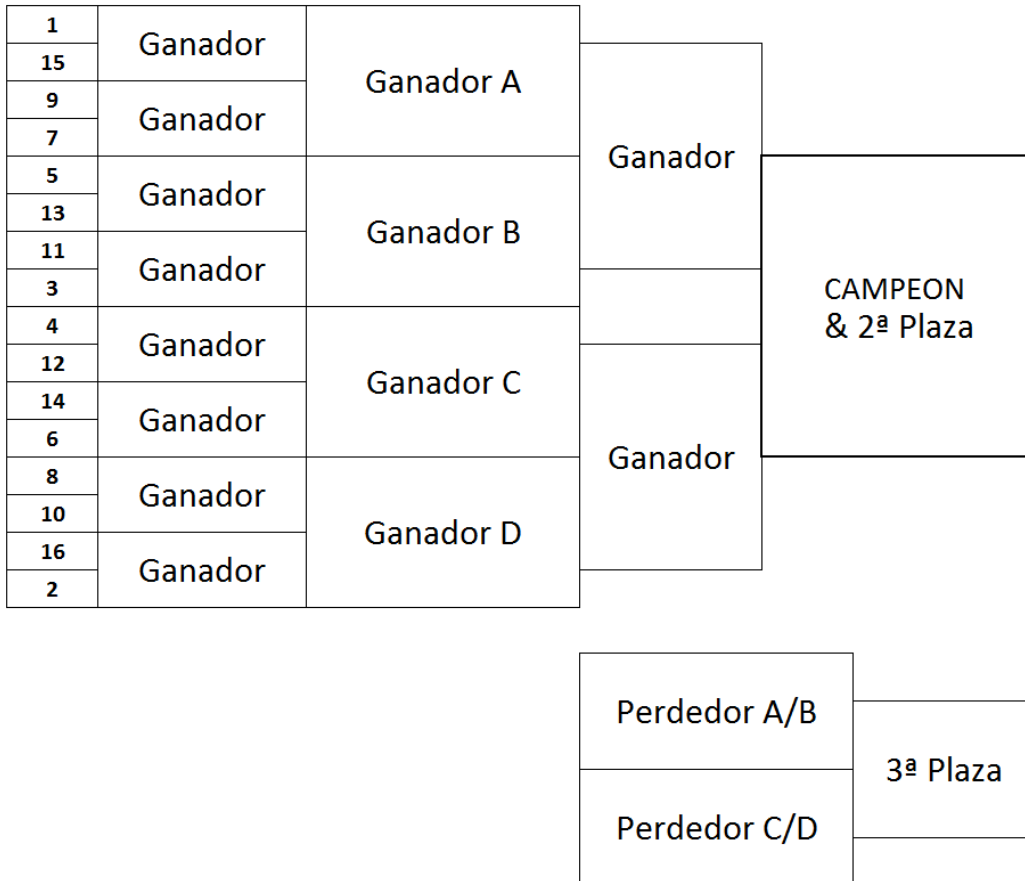 1
15
9
7
5
13
11
3
4
12
14
6
8
10
16
2
Ganador
Ganador
Ganador
Ganador
Ganador
Ganador
Ganador
Ganador
Ganador A
Ganador B
Ganador C
Ganador D
Ganador
Ganador
CAMPEON
& 2ª Plaza
Perdedor A/B
Perdedor C/D
3ª Plaza